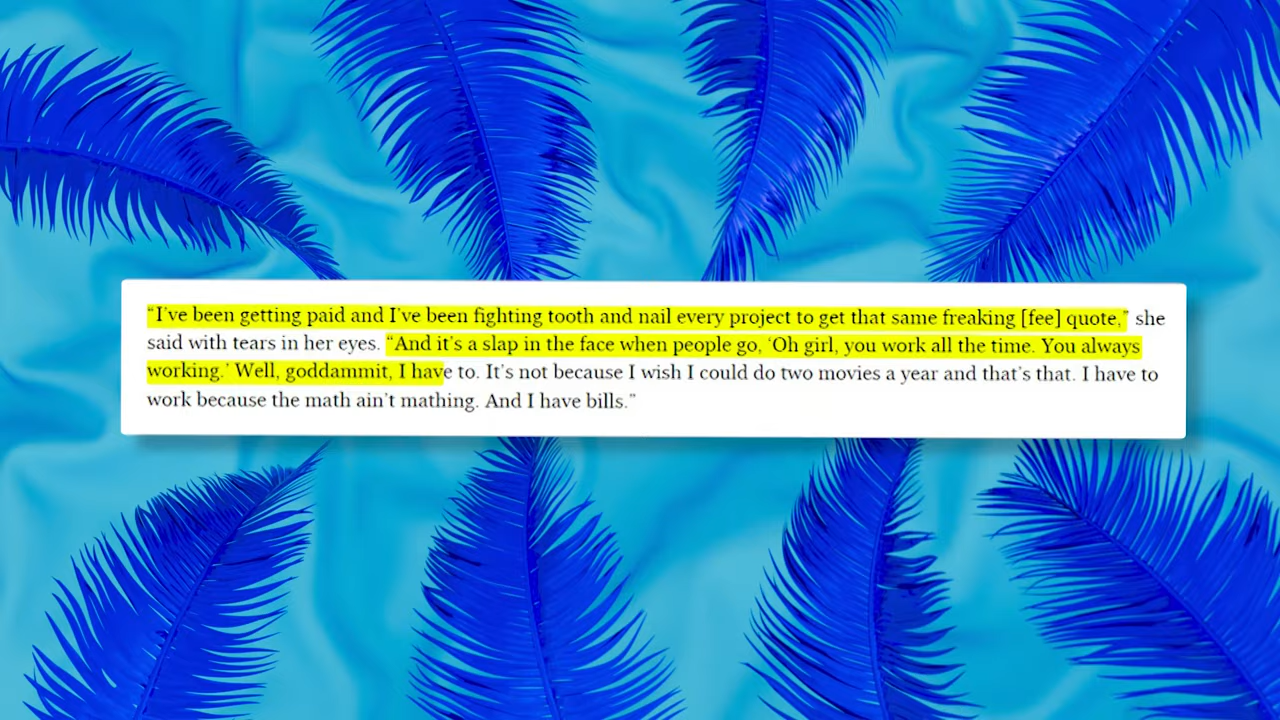 “I’ve been getting paid and I’ve been fighting tooth and nail every project to get that same freaking [fee] quote,” she
said with tears in her eyes. “And it’s a slap in the face when people go, ‘Oh girl, you work all the time. You always
working.’ Well, goddammit, I have to. It’s not because I wish I could do two movies a year and that’s that. I have to
work because the math ain’t mathing. And I have bills.”